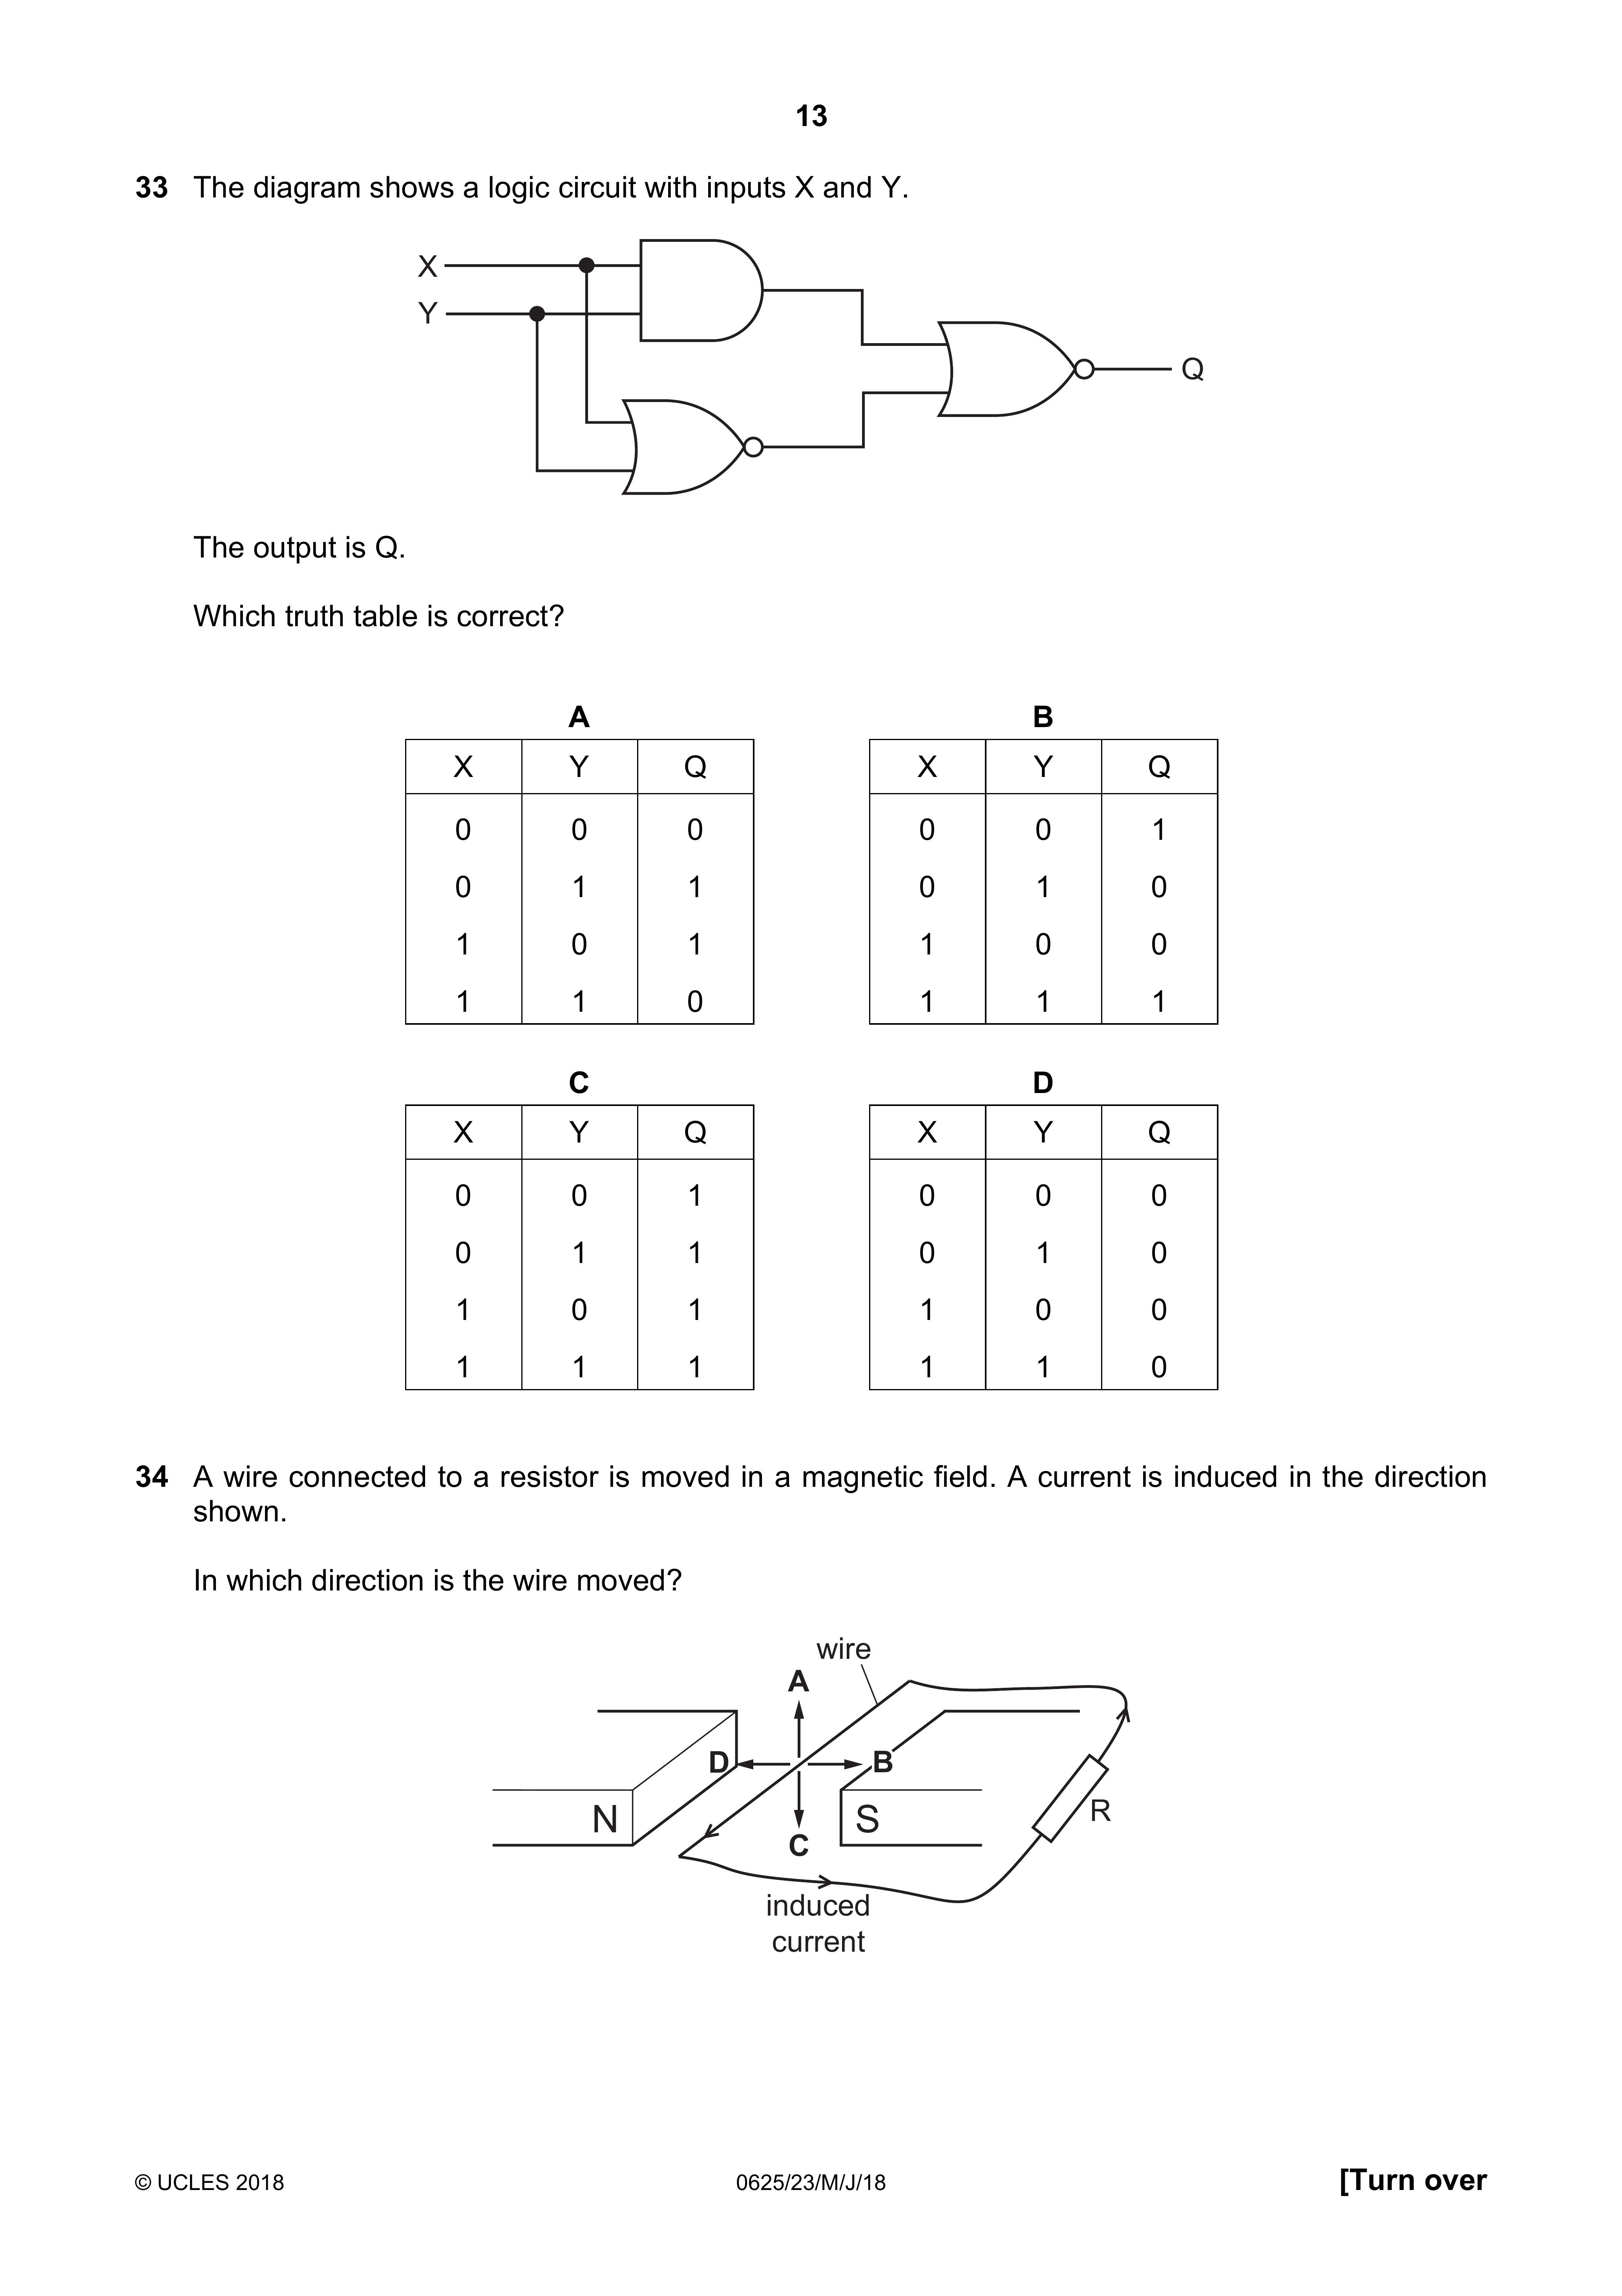 13
33 The diagram shows a logic circuit with inputs X and Y.
X
Y
Q
The output is Q.
Which truth table is correct?
A B
X Y Q X Y Q
0 0 0 0 0 1
0 1 1 0 1 0
1 0 1 1 0 0
1 1 0 1 1 1
C D
X Y Q X Y Q
0 0 1 0 0 0
0 1 1 0 1 0
1 0 1 1 0 0
1 1 1 1 1 0
34 A wire connected to a resistor is moved in a magnetic field. A current is induced in the direction
shown.
In which direction is the wire moved?
wire
A
D B
N S R
C
induced
current
© UCLES 2018 0625/23/M/J/18 [Turn over